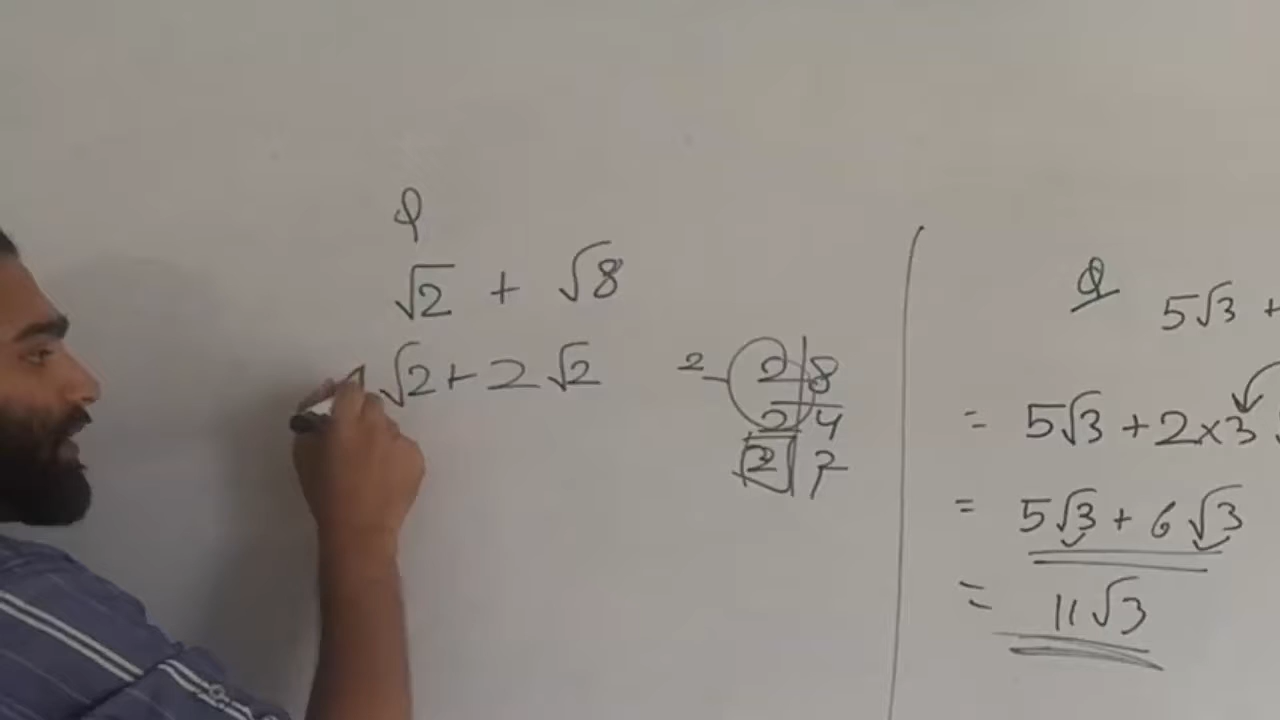 Q
√2 + √8
1√2 + 2√2
2 2|8
2|4
2|2
Q 5√3 +
= 5√3 + 2×3√
= 5√3 + 6√3
= 11√3